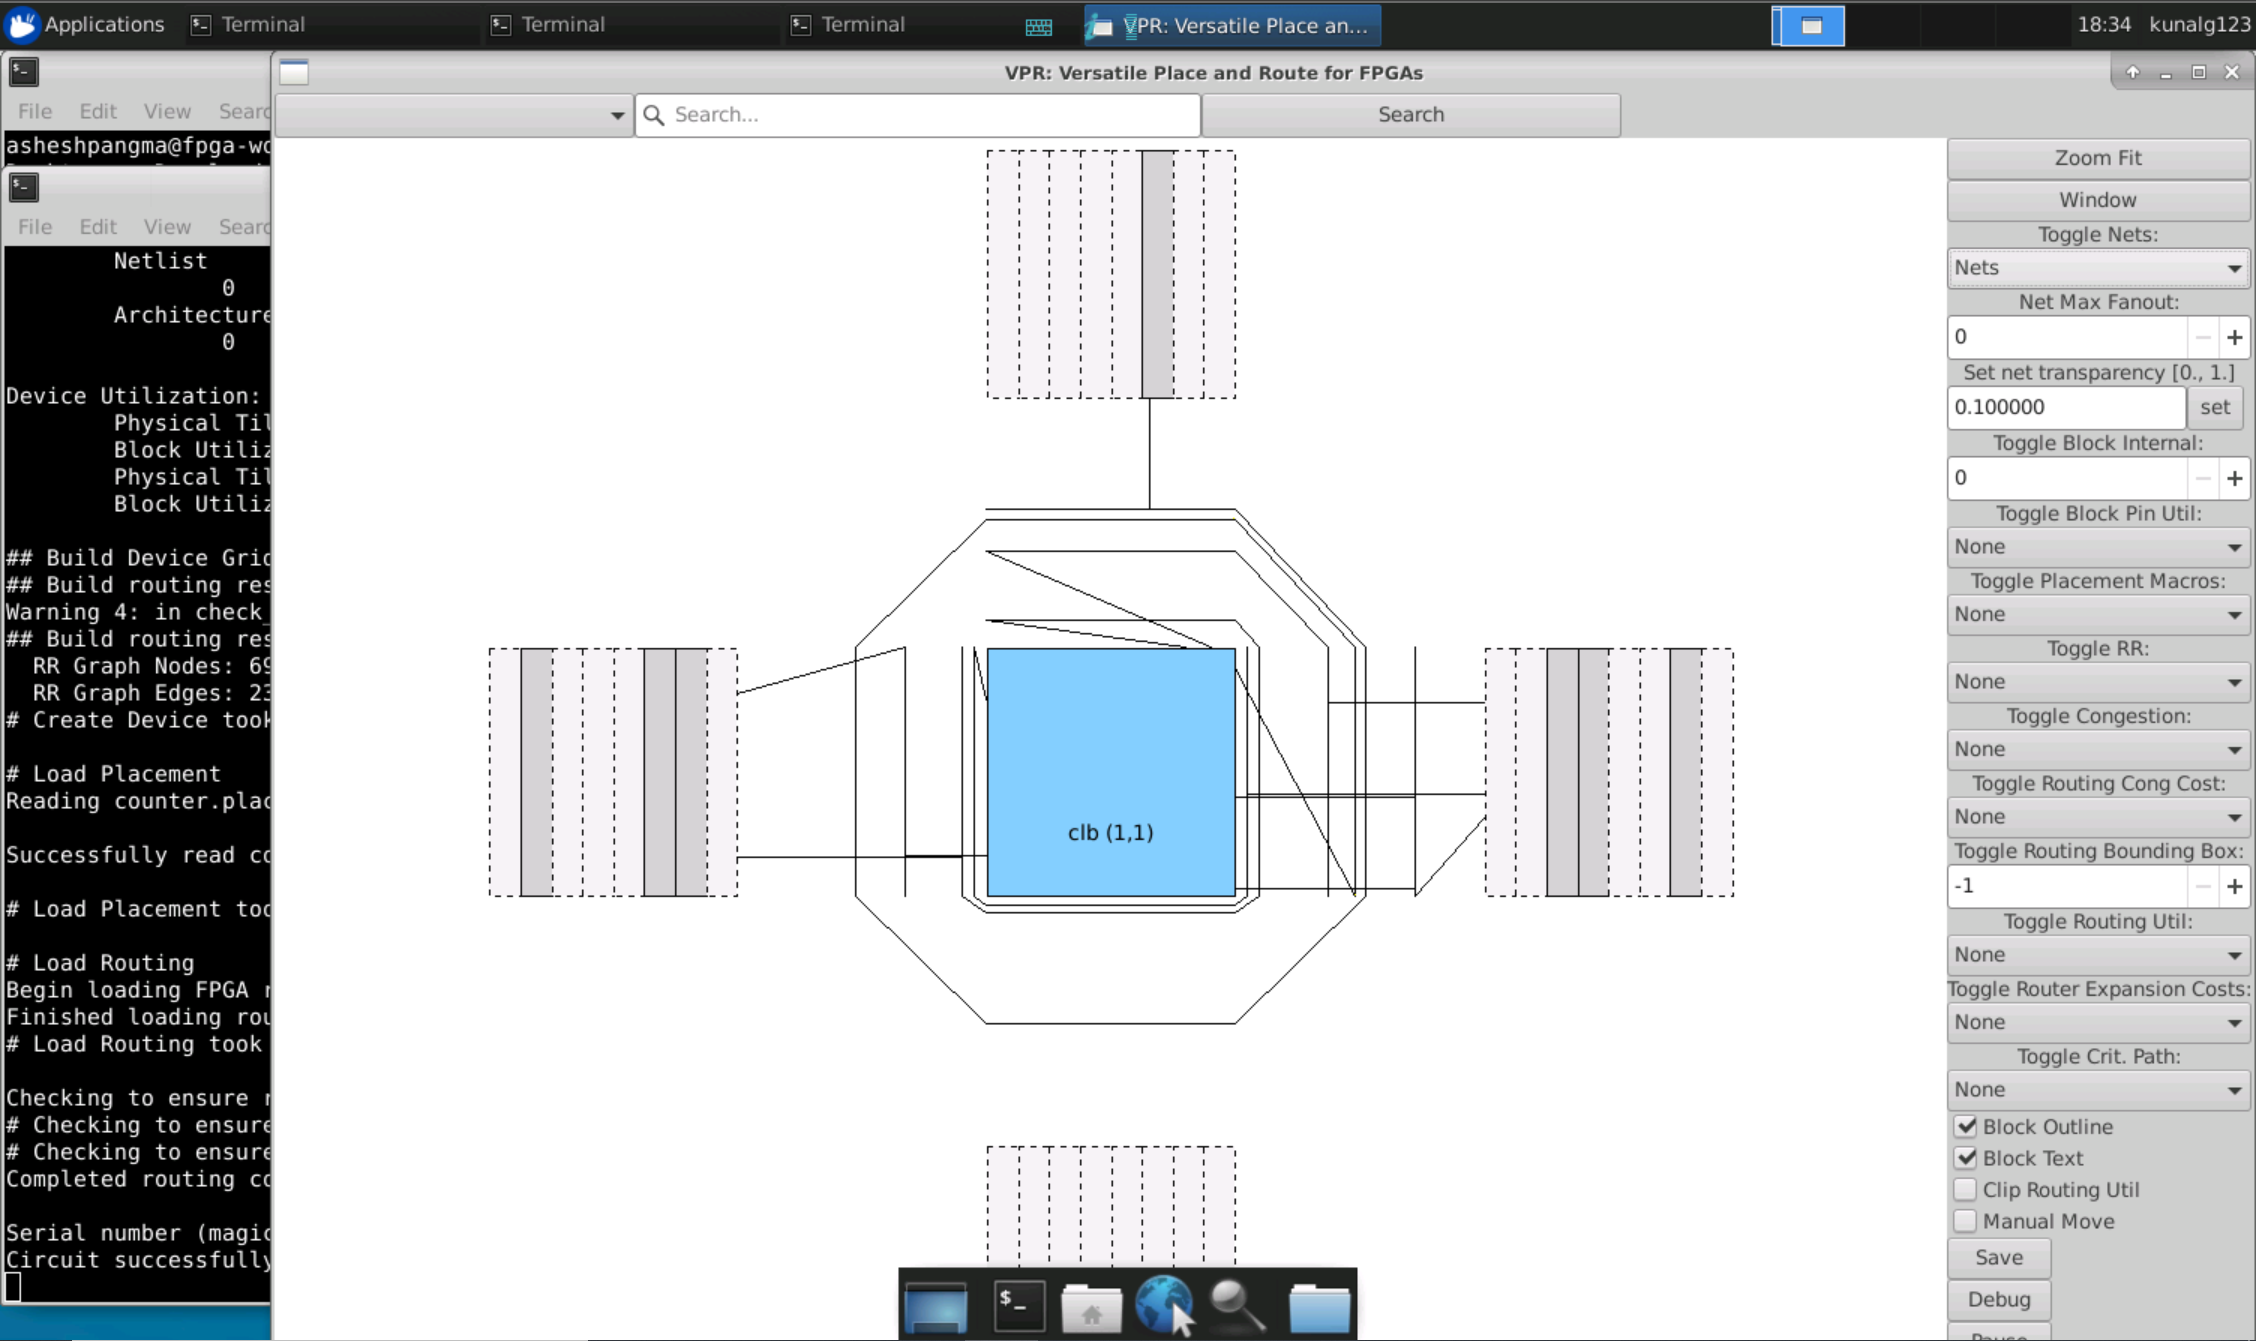 Applications
Terminal
Terminal
Terminal
VPR: Versatile Place an...
18:34
kunalg123
VPR: Versatile Place and Route for FPGAs
File Edit View
Search...
Search
asheshpangma@fpga-wo
File Edit View
Netlist
0
Architecture
0
Device Utilization:
Physical Til
Block Utiliz
Physical Til
Block Utiliz
## Build Device Grid
## Build routing res
Warning 4: in check_
## Build routing res
RR Graph Nodes: 69
RR Graph Edges: 23
# Create Device took
# Load Placement
Reading counter.plac
Successfully read co
# Load Placement too
# Load Routing
Begin loading FPGA r
Finished loading rou
# Load Routing took
Checking to ensure r
# Checking to ensure
# Checking to ensure
Completed routing co
Serial number (magic
Circuit successfully
clb (1,1)
Zoom Fit
Window
Toggle Nets:
Nets
Net Max Fanout:
0
Set net transparency [0., 1.]
0.100000 set
Toggle Block Internal:
0
Toggle Block Pin Util:
None
Toggle Placement Macros:
None
Toggle RR:
None
Toggle Congestion:
None
Toggle Routing Cong Cost:
None
Toggle Routing Bounding Box:
-1
Toggle Routing Util:
None
Toggle Router Expansion Costs:
None
Toggle Crit. Path:
None
Block Outline
Block Text
Clip Routing Util
Manual Move
Save
Debug